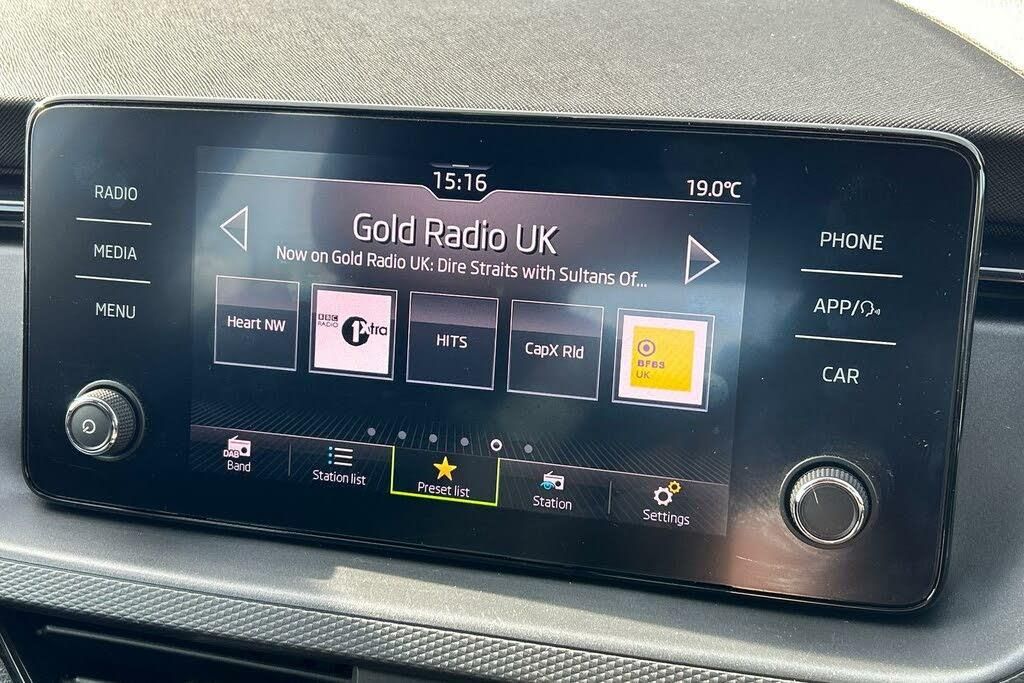 RADIO
MEDIA
MENU
15:16
19.0°C
Gold Radio UK
Now on Gold Radio UK: Dire Straits with Sultans Of...
Heart NW
BBC
RADIO
1Xtra
HITS
CapX Rld
BFBS
UK
DAB
Band
Station list
Preset list
Station
Settings
PHONE
APP/
CAR